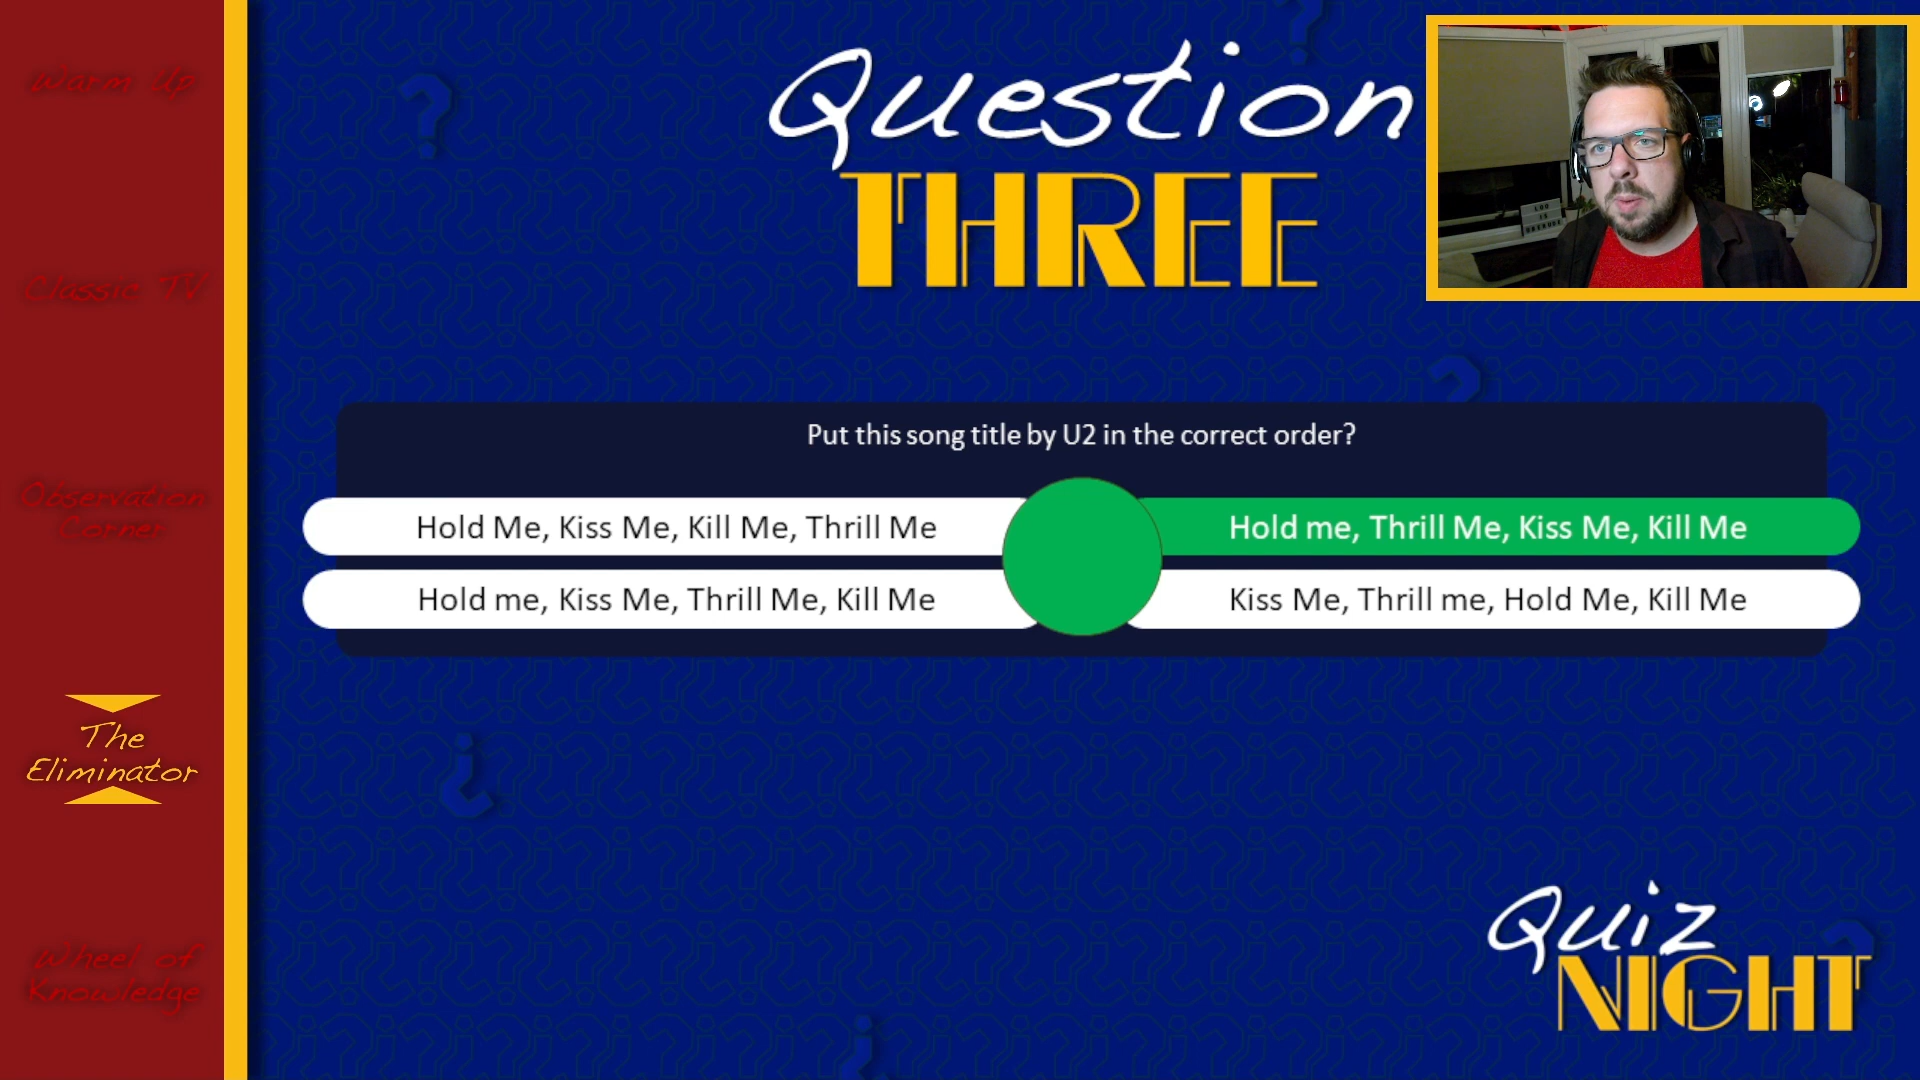 Warm Up
Classic TV
Observation
Corner
The
Eliminator
Wheel of
Knowledge
Question
THREE
Put this song title by U2 in the correct order?
Hold Me, Kiss Me, Kill Me, Thrill Me
Hold me, Thrill Me, Kiss Me, Kill Me
Hold me, Kiss Me, Thrill Me, Kill Me
Kiss Me, Thrill me, Hold Me, Kill Me
Quiz
NIGHT